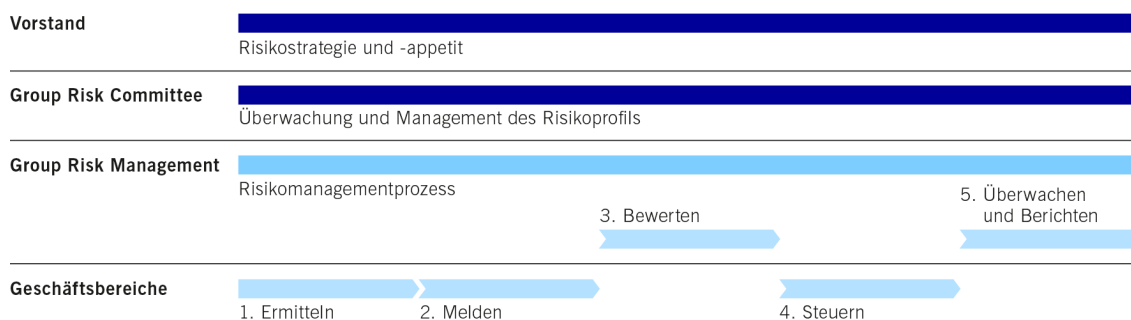 Vorstand
Risikostrategie und -appetit
Group Risk Committee
Überwachung und Management des Risikoprofils
Group Risk Management
Risikomanagementprozess
3. Bewerten
5. Überwachen
und Berichten
Geschäftsbereiche
1. Ermitteln
2. Melden
4. Steuern